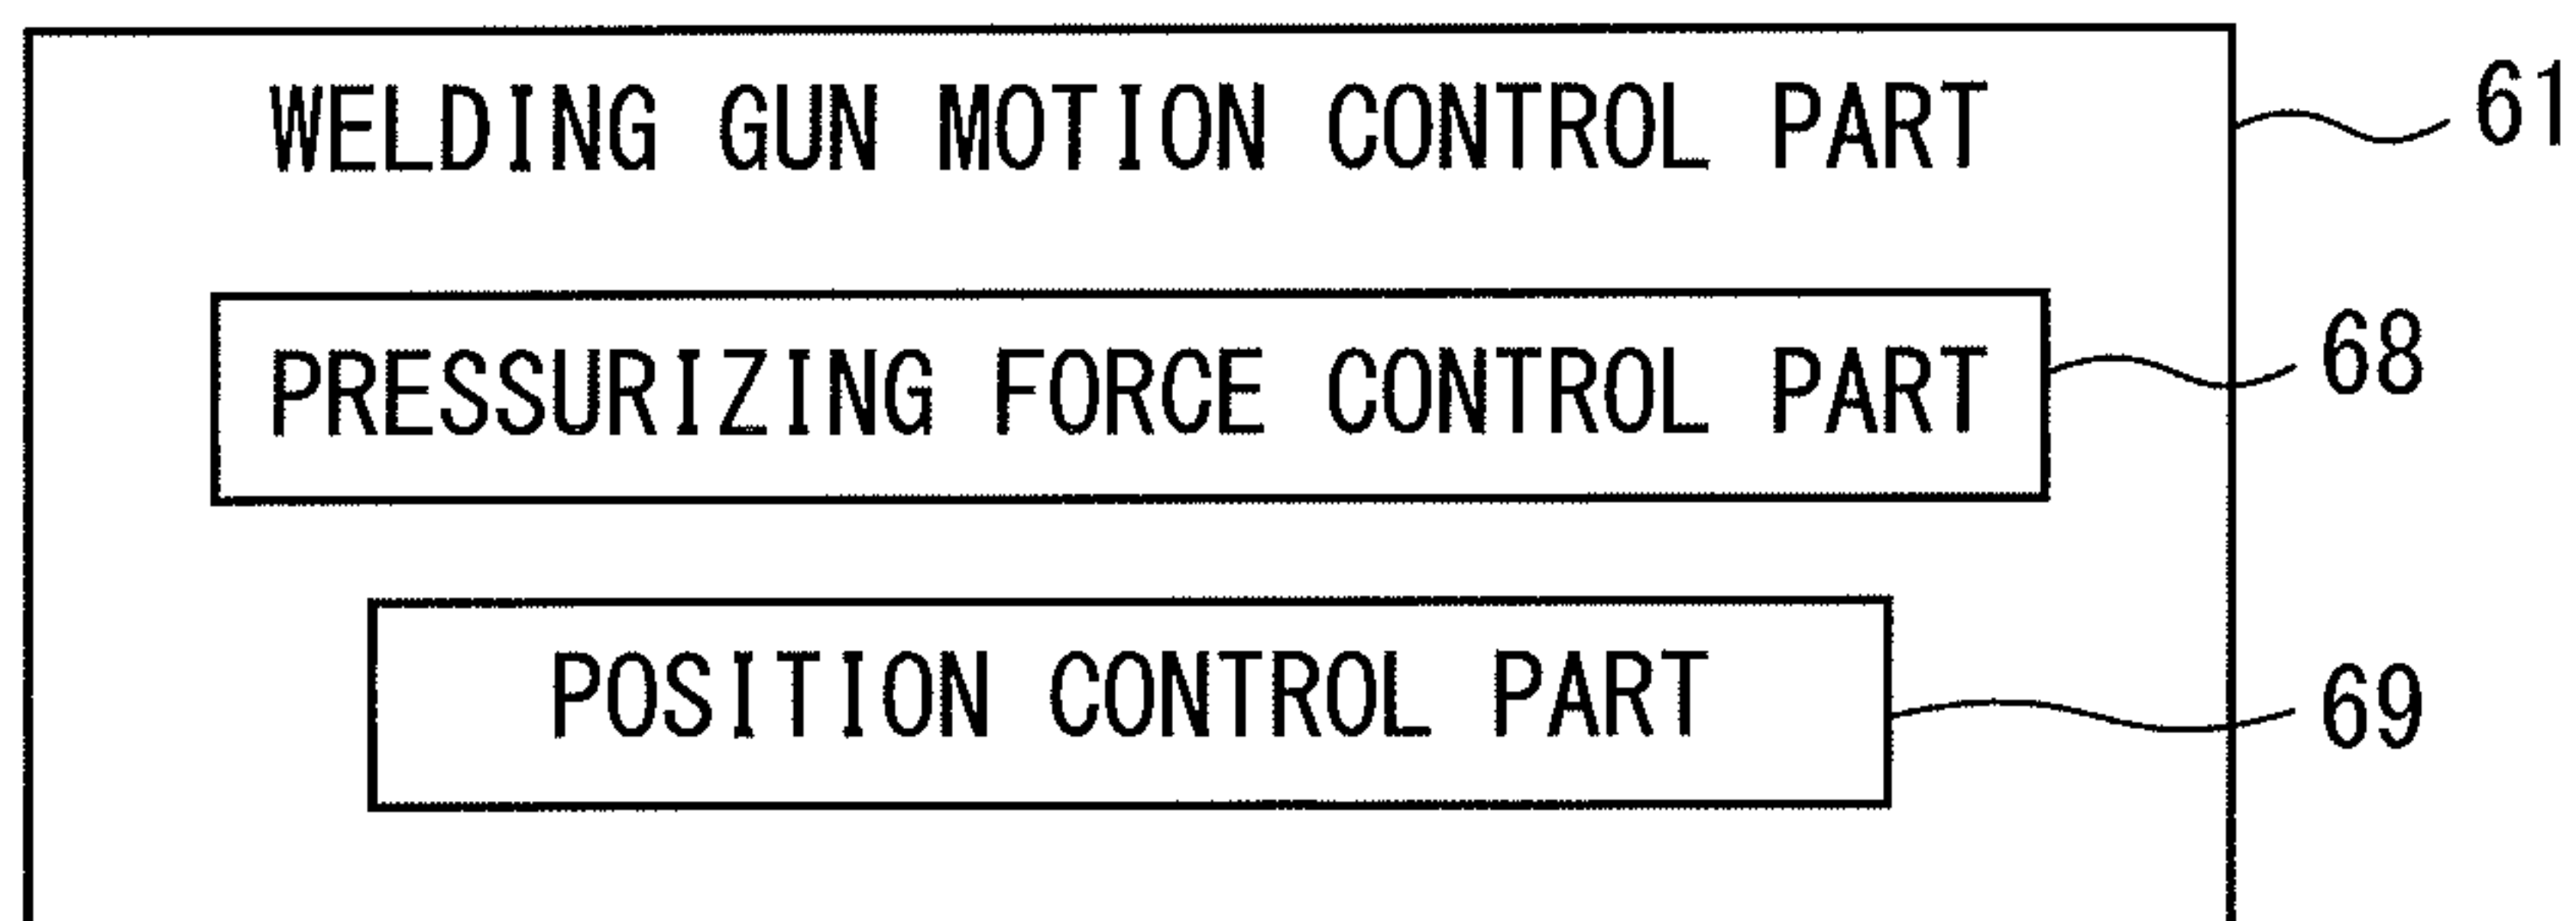 WELDING GUN MOTION CONTROL PART
61
PRESSURIZING FORCE CONTROL PART
68
POSITION CONTROL PART
69